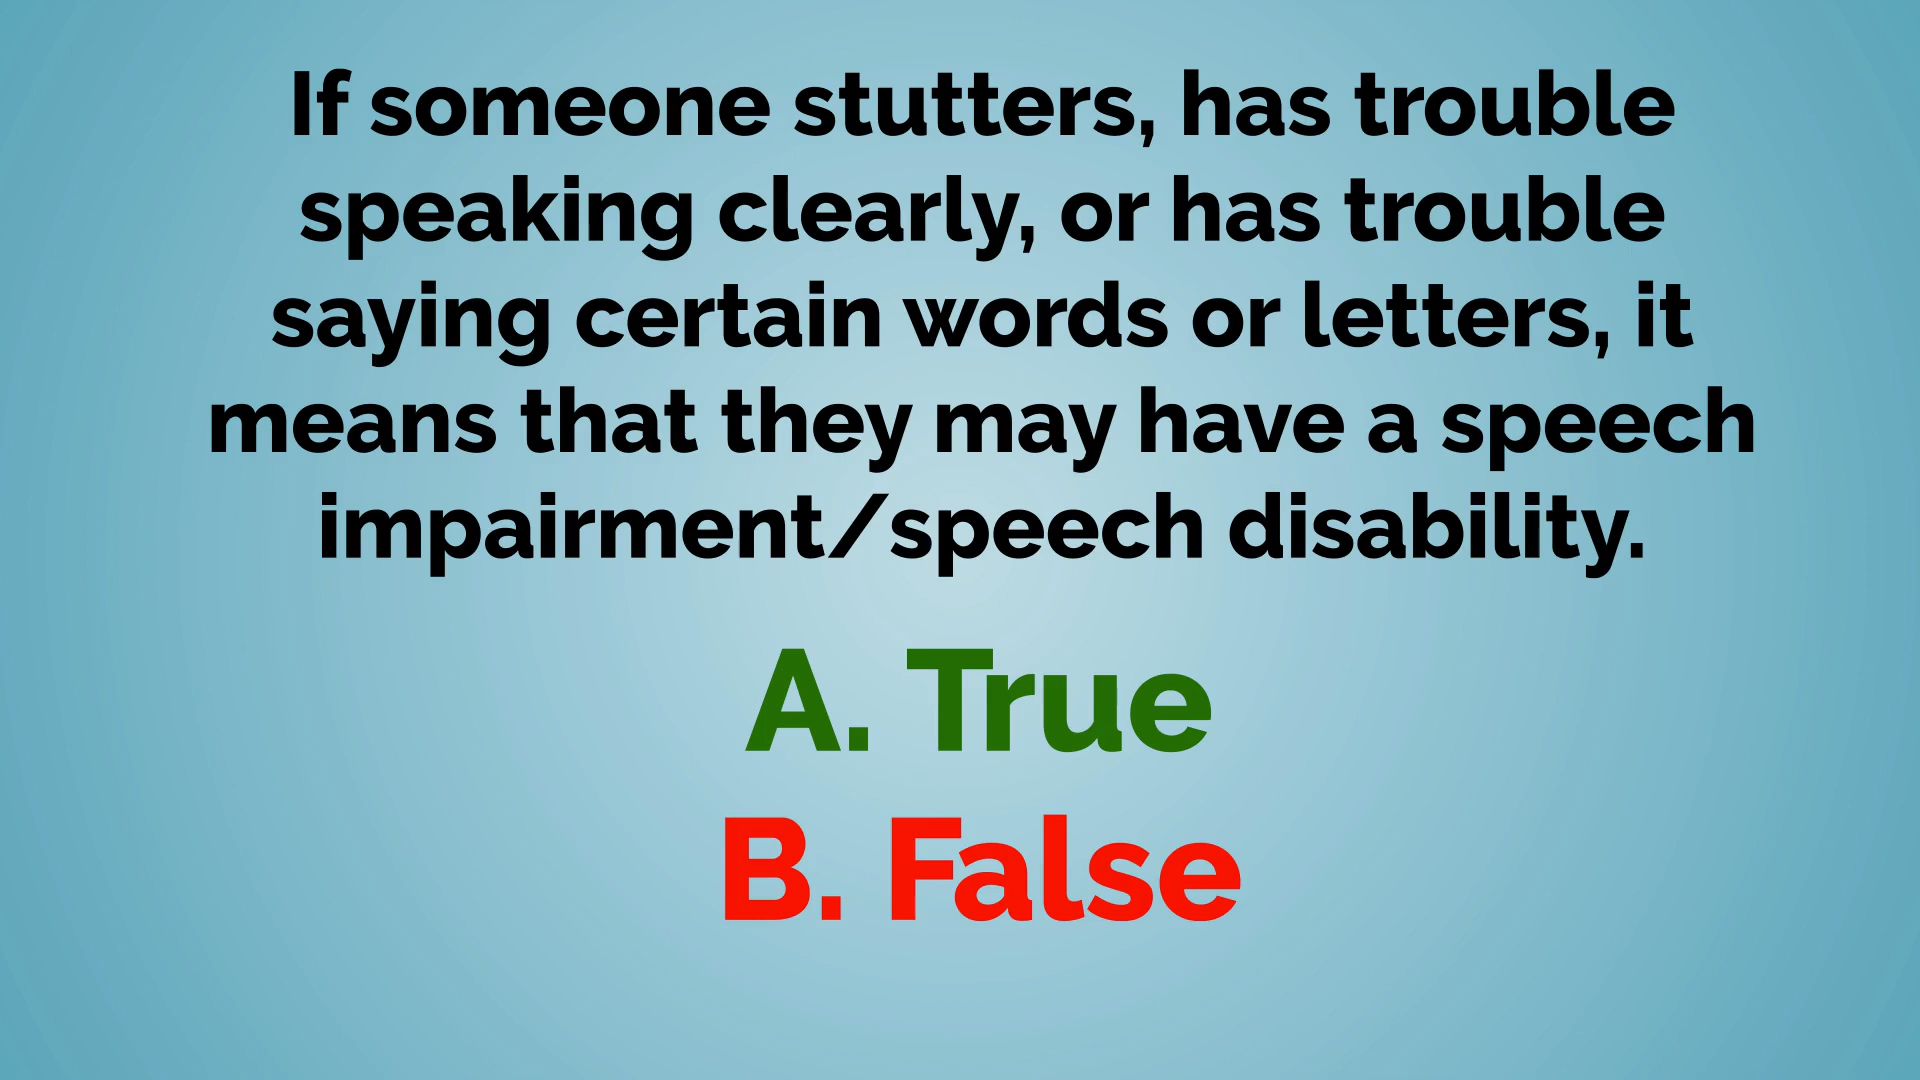 If someone stutters, has trouble
speaking clearly, or has trouble
saying certain words or letters, it
means that they may have a speech
impairment/speech disability.
A. True
B. False